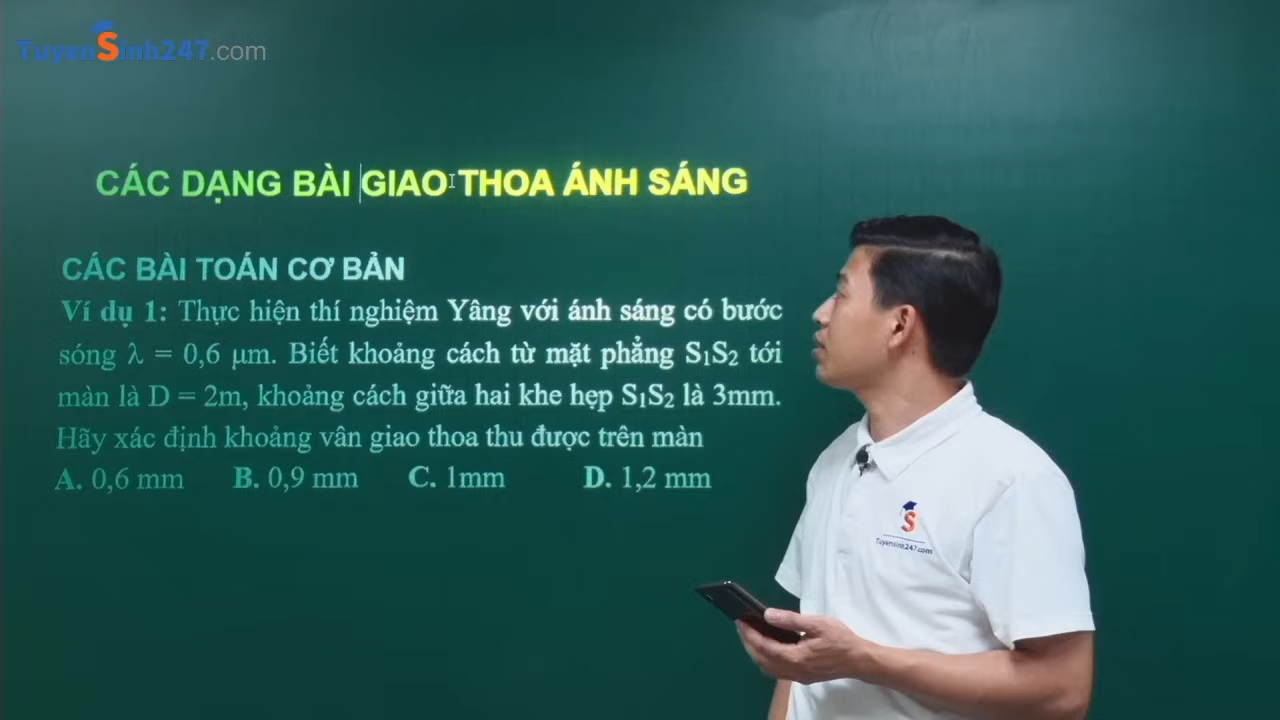 TuyenSinh247.com
CÁC DẠNG BÀI GIAO THOA ÁNH SÁNG
CÁC BÀI TOÁN CƠ BẢN
Ví dụ 1: Thực hiện thí nghiệm Yâng với ánh sáng có bước
sóng λ = 0,6 μm. Biết khoảng cách từ mặt phẳng S₁S₂ tới
màn là D = 2m, khoảng cách giữa hai khe hẹp S₁S₂ là 3mm.
Hãy xác định khoảng vân giao thoa thu được trên màn
A. 0,6 mm B. 0,9 mm C. 1mm D. 1,2 mm
S
Tuyensinh247.com